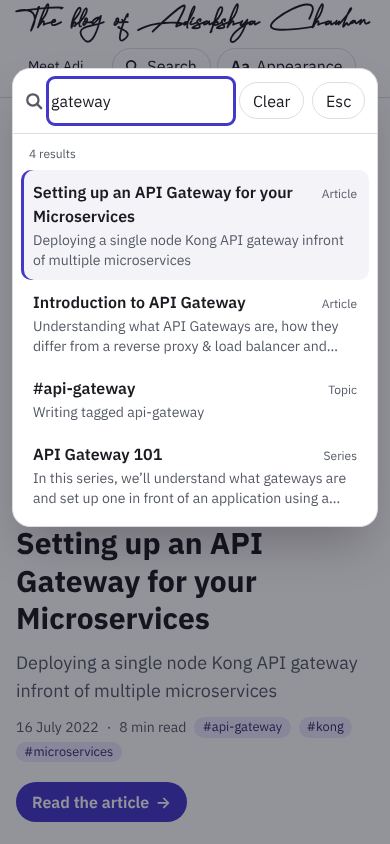 The blog of Adisakshya Chauhan
Meet Adi Search Aa Appearance
gateway Clear Esc
4 results
Setting up an API Gateway for your Article
Microservices
Deploying a single node Kong API gateway infront
of multiple microservices
Introduction to API Gateway Article
Understanding what API Gateways are, how they
differ from a reverse proxy & load balancer and…
#api-gateway Topic
Writing tagged api-gateway
API Gateway 101 Series
In this series, we’ll understand what gateways are
and set up one in front of an application using a…
Setting up an API
Gateway for your
Microservices
Deploying a single node Kong API gateway
infront of multiple microservices
16 July 2022 · 8 min read #api-gateway #kong
#microservices
Read the article →